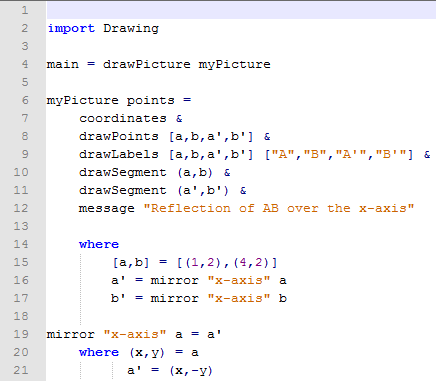 1
2 import Drawing
3
4 main = drawPicture myPicture
5
6 myPicture points =
7     coordinates &
8     drawPoints [a,b,a',b'] &
9     drawLabels [a,b,a',b'] ["A","B","A'","B'"] &
10     drawSegment (a,b) &
11     drawSegment (a',b') &
12     message "Reflection of AB over the x-axis"
13
14     where
15         [a,b] = [(1,2),(4,2)]
16         a' = mirror "x-axis" a
17         b' = mirror "x-axis" b
18
19 mirror "x-axis" a = a'
20     where (x,y) = a
21           a' = (x,-y)